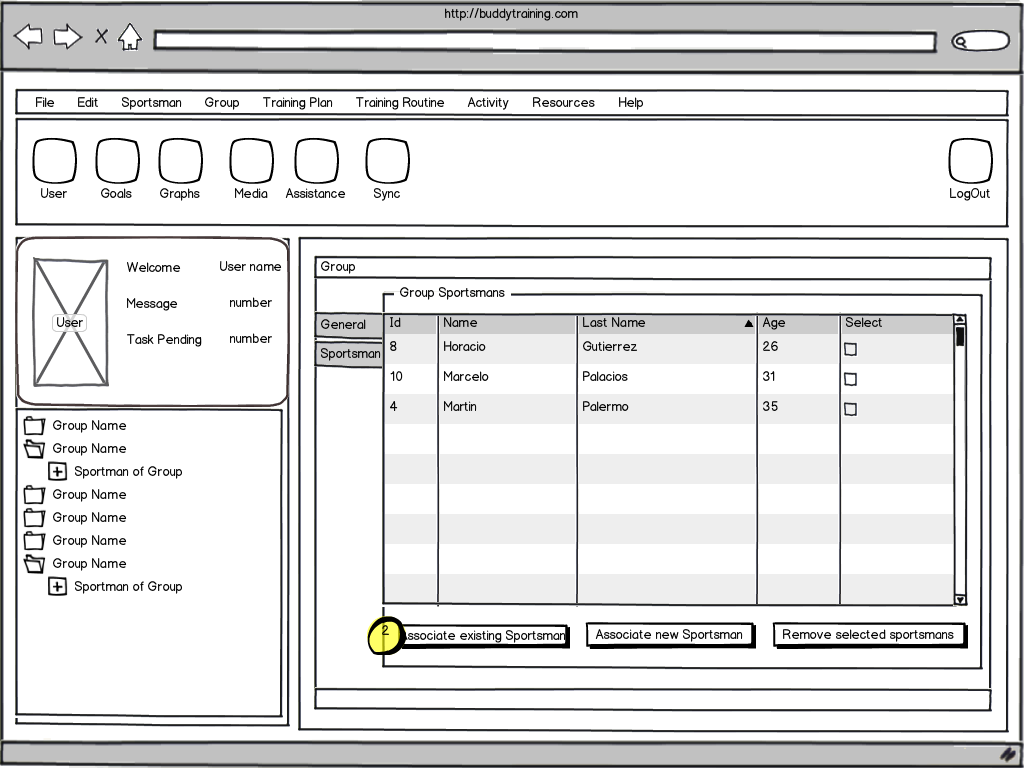 http://buddytraining.com
File Edit Sportsman Group Training Plan Training Routine Activity Resources Help
User Goals Graphs Media Assistance Sync LogOut
Welcome User name
Message number
User
Task Pending number
Group Name
Group Name
Sportman of Group
Group Name
Group Name
Group Name
Group Name
Sportman of Group
Group
Group Sportsmans
General
Sportsman
Id Name Last Name Age Select
8 Horacio Gutierrez 26
10 Marcelo Palacios 31
4 Martin Palermo 35
2
Associate existing Sportsman Associate new Sportsman Remove selected sportsmans